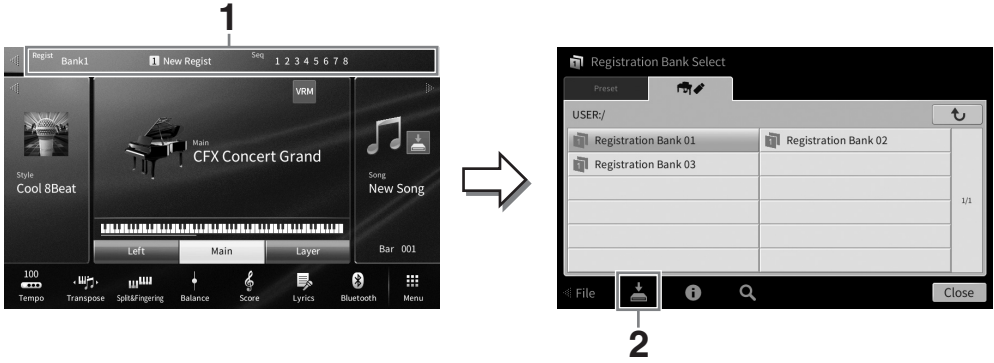 1
Regist
Bank1
1 New Regist
Seq
1 2 3 4 5 6 7 8
VRM
Main
CFX Concert Grand
Style
Cool 8Beat
Song
New Song
Left
Main
Layer
Bar 001
100
Tempo
Transpose
Split&Fingering
Balance
Score
Lyrics
Bluetooth
Menu
Registration Bank Select
Preset
USER:/
Registration Bank 01
Registration Bank 02
Registration Bank 03
1/1
File
Close
2